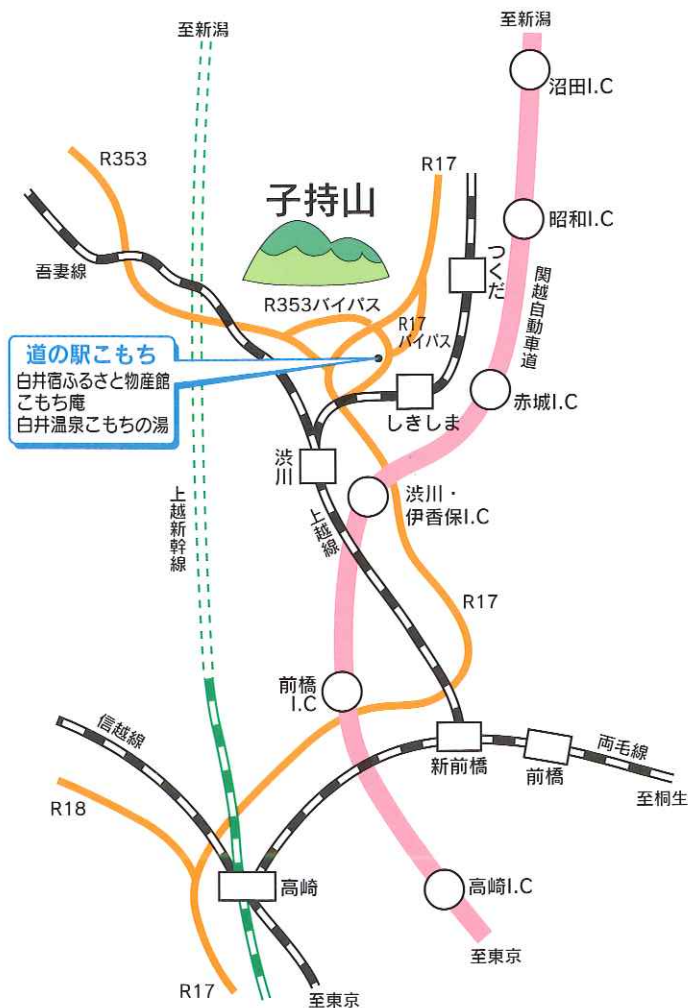 至新潟
至新潟
沼田I.C
R353
R17
子持山
昭和I.C
つくだ
吾妻線
関越自動車道
R353バイパス
R17
バイパス
道の駅こもち
白井宿ふるさと物産館
こもち庵
白井温泉こもちの湯
しきしま
赤城I.C
渋川
渋川・
伊香保I.C
上越新幹線
上越線
R17
前橋
I.C
信越線
新前橋
前橋
両毛線
至桐生
R18
高崎
高崎I.C
R17
至東京
至東京